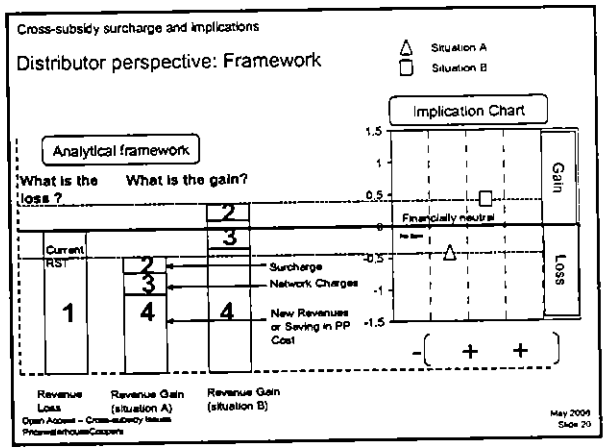 Cross-subsidy surcharge and implications
Distributor perspective: Framework
Situation A
Situation B
Implication Chart
Analytical framework
What is the loss ?
What is the gain?
1.5
1
0.5
0
-0.5
-1
-1.5
Gain
Loss
Financially neutral
Current
RST
1
2
3
4
2
3
4
Surcharge
Network Charges
New Revenues
or Saving in PP
Cost
-( + + )
Revenue
Loss
Revenue Gain
(situation A)
Revenue Gain
(situation B)
Open Access – Cross-subsidy Issues
PricewaterhouseCoopers
May 2006
Slide 20